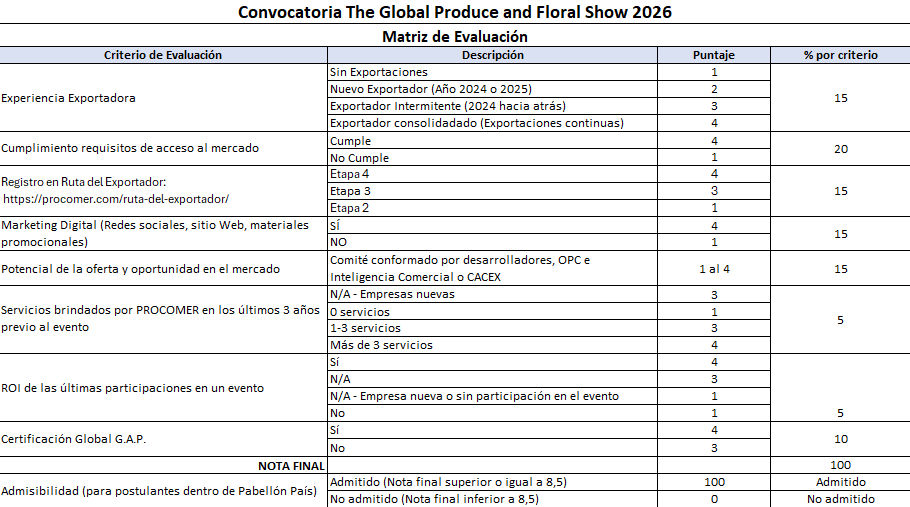 Convocatoria The Global Produce and Floral Show 2026
Matriz de Evaluación
Criterio de Evaluación Descripción Puntaje % por criterio
Experiencia Exportadora
Sin Exportaciones 1
Nuevo Exportador (Año 2024 o 2025) 2
Exportador Intermitente (2024 hacia atrás) 3
Exportador consolidadado (Exportaciones continuas) 4
15
Cumplimiento requisitos de acceso al mercado
Cumple 4
No Cumple 1
20
Registro en Ruta del Exportador:
https://procomer.com/ruta-del-exportador/
Etapa 4 4
Etapa 3 3
Etapa 2 1
15
Marketing Digital (Redes sociales, sitio Web, materiales
promocionales)
SÍ 4
NO 1
15
Potencial de la oferta y oportunidad en el mercado
Comité conformado por desarrolladores, OPC e
Inteligencia Comercial o CACEX
1 al 4
15
Servicios brindados por PROCOMER en los últimos 3 años
previo al evento
N/A - Empresas nuevas 3
0 servicios 1
1-3 servicios 3
Más de 3 servicios 4
5
ROI de las últimas participaciones en un evento
Sí 4
N/A 3
N/A - Empresa nueva o sin participación en el evento 1
No 1
5
Certificación Global G.A.P.
Sí 4
No 3
10
NOTA FINAL 100
Admisibilidad (para postulantes dentro de Pabellón País)
Admitido (Nota final superior o igual a 8,5) 100 Admitido
No admitido (Nota final inferior a 8,5) 0 No admitido